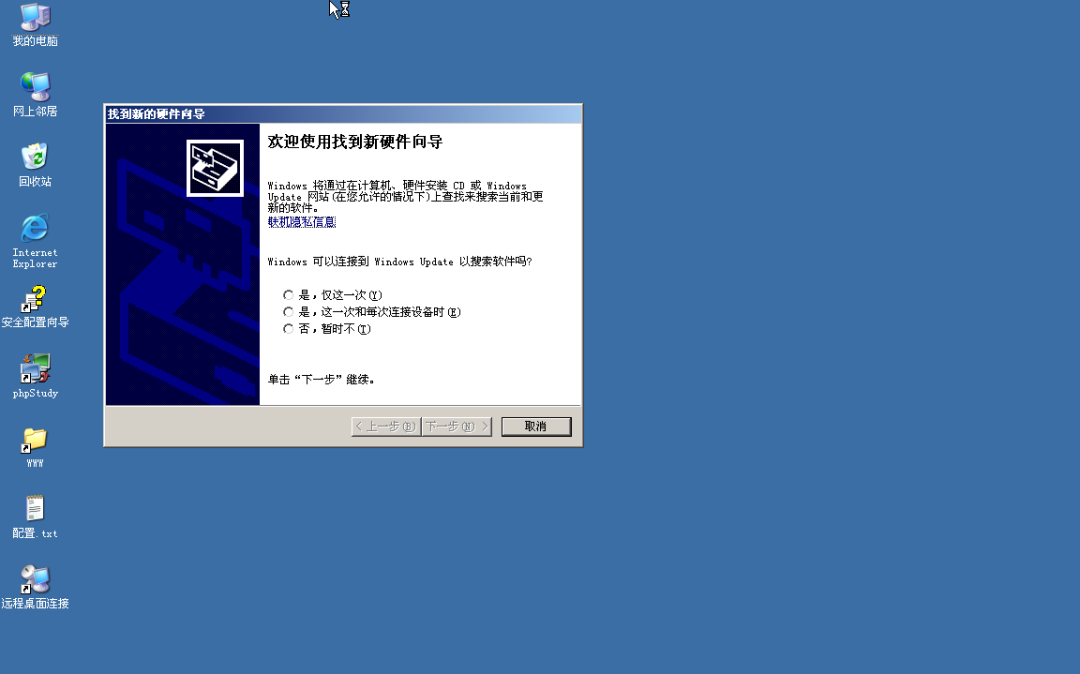 我的电脑
网上邻居
回收站
Internet
Explorer
安全配置向导
phpStudy
WWW
配置.txt
远程桌面连接
找到新的硬件向导
欢迎使用找到新硬件向导
Windows 将通过在计算机、硬件安装 CD 或 Windows
Update 网站(在您允许的情况下)上查找来搜索当前和更
新的软件。
联机隐私信息
Windows 可以连接到 Windows Update 以搜索软件吗?
是，仅这一次(Y)
是，这一次和每次连接设备时(E)
否，暂时不(T)
单击“下一步”继续。
< 上一步(B)
下一步(N) >
取消